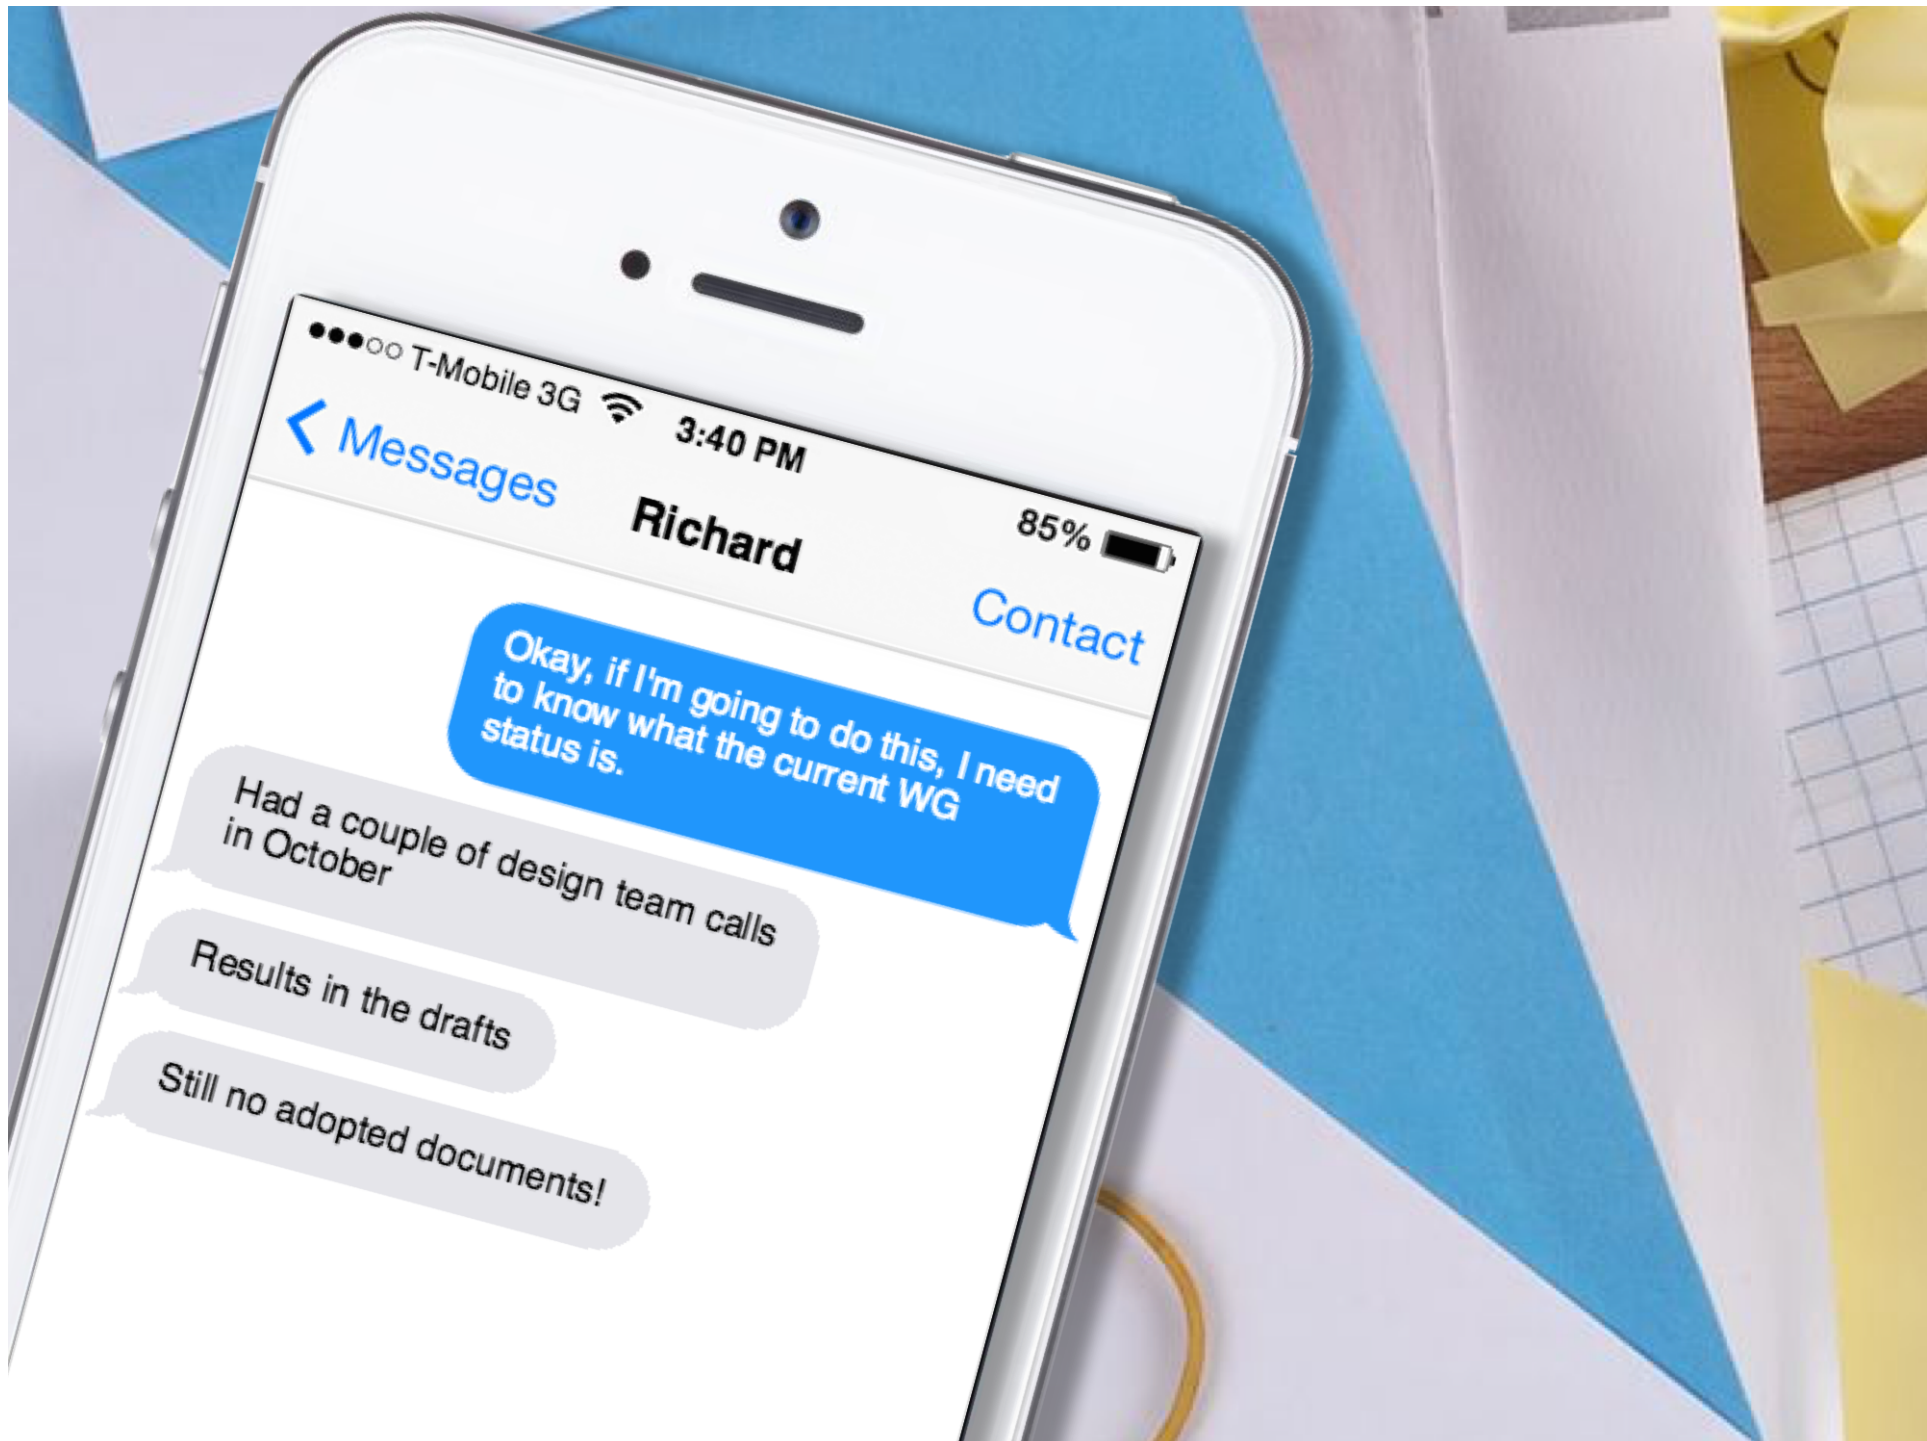 T-Mobile 3G 3:40 PM 85%
Messages Richard Contact
Okay, if I'm going to do this, I need
to know what the current WG
status is.
Had a couple of design team calls
in October
Results in the drafts
Still no adopted documents!